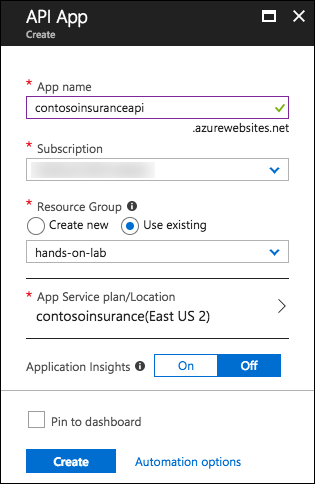 API App
Create
* App name
contosoinsuranceapi
.azurewebsites.net
* Subscription
* Resource Group
Create new Use existing
hands-on-lab
* App Service plan/Location
contosoinsurance(East US 2)
Application Insights On Off
Pin to dashboard
Create Automation options